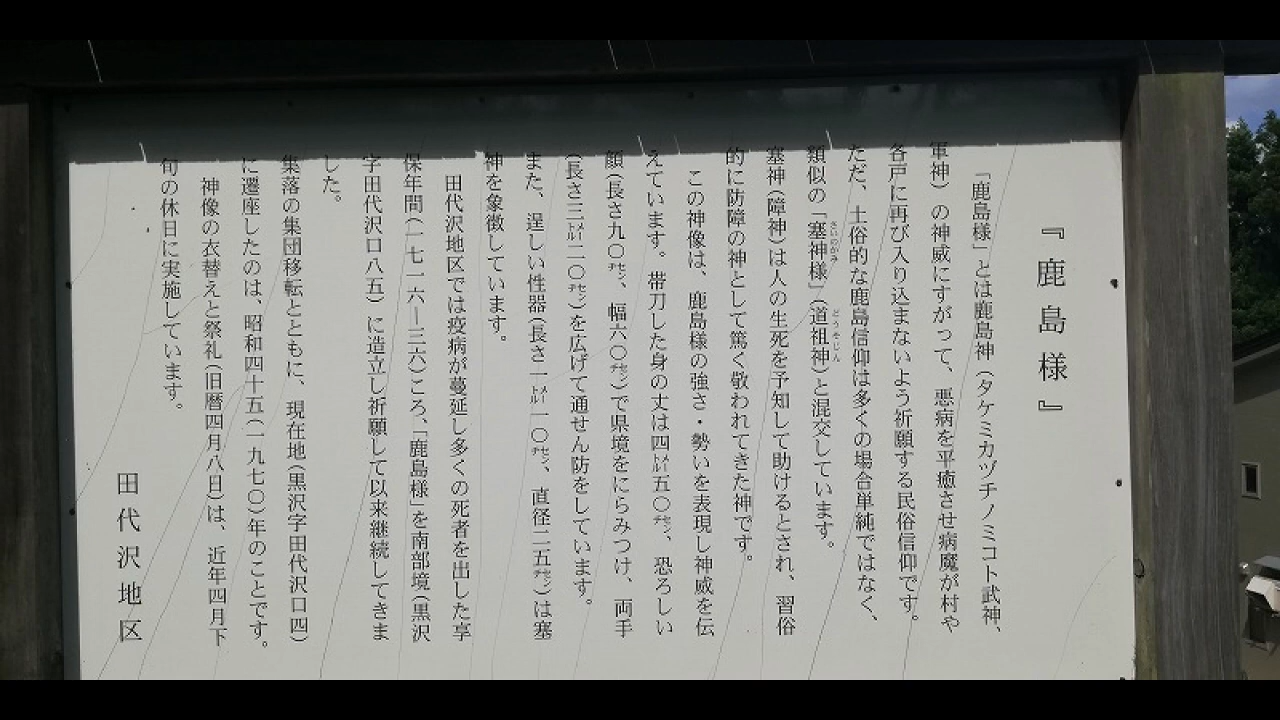 『鹿島様』
「鹿島様」とは鹿島神（タケミカヅチノミコト武神、
軍神）の神威にすがって、悪病を平癒させ病魔が村や
各戸に再び入り込まないよう祈願する民俗信仰です。
ただ、土俗的な鹿島信仰は多くの場合単純ではなく、
類似の「塞神様」（道祖神）と混交しています。
さいのかみ
どうそじん
塞神（障神）は人の生死を予知して助けるとされ、習俗
的に防障の神として篤く敬われてきた神です。
この神像は、鹿島様の強さ・勢いを表現し神威を伝
えています。帯刀した身の丈は四㍍五〇㌢、恐ろしい
顔（長さ九〇㌢、幅六〇㌢）で県境をにらみつけ、両手
（長さ三㍍二〇㌢）を広げて通せん防をしています。
また、逞しい性器（長さ一㍍一〇㌢、直径二五㌢）は塞
神を象徴しています。
田代沢地区では疫病が蔓延し多くの死者を出した享
保年間（一七一六―三六）ころ、「鹿島様」を南部境（黒沢
字田代沢口八五）に造立し祈願して以来継続してきま
した。
集落の集団移転とともに、現在地（黒沢字田代沢口四）
に遷座したのは、昭和四十五（一九七〇）年のことです。
神像の衣替えと祭礼（旧暦四月八日）は、近年四月下
旬の休日に実施しています。
田代沢地区